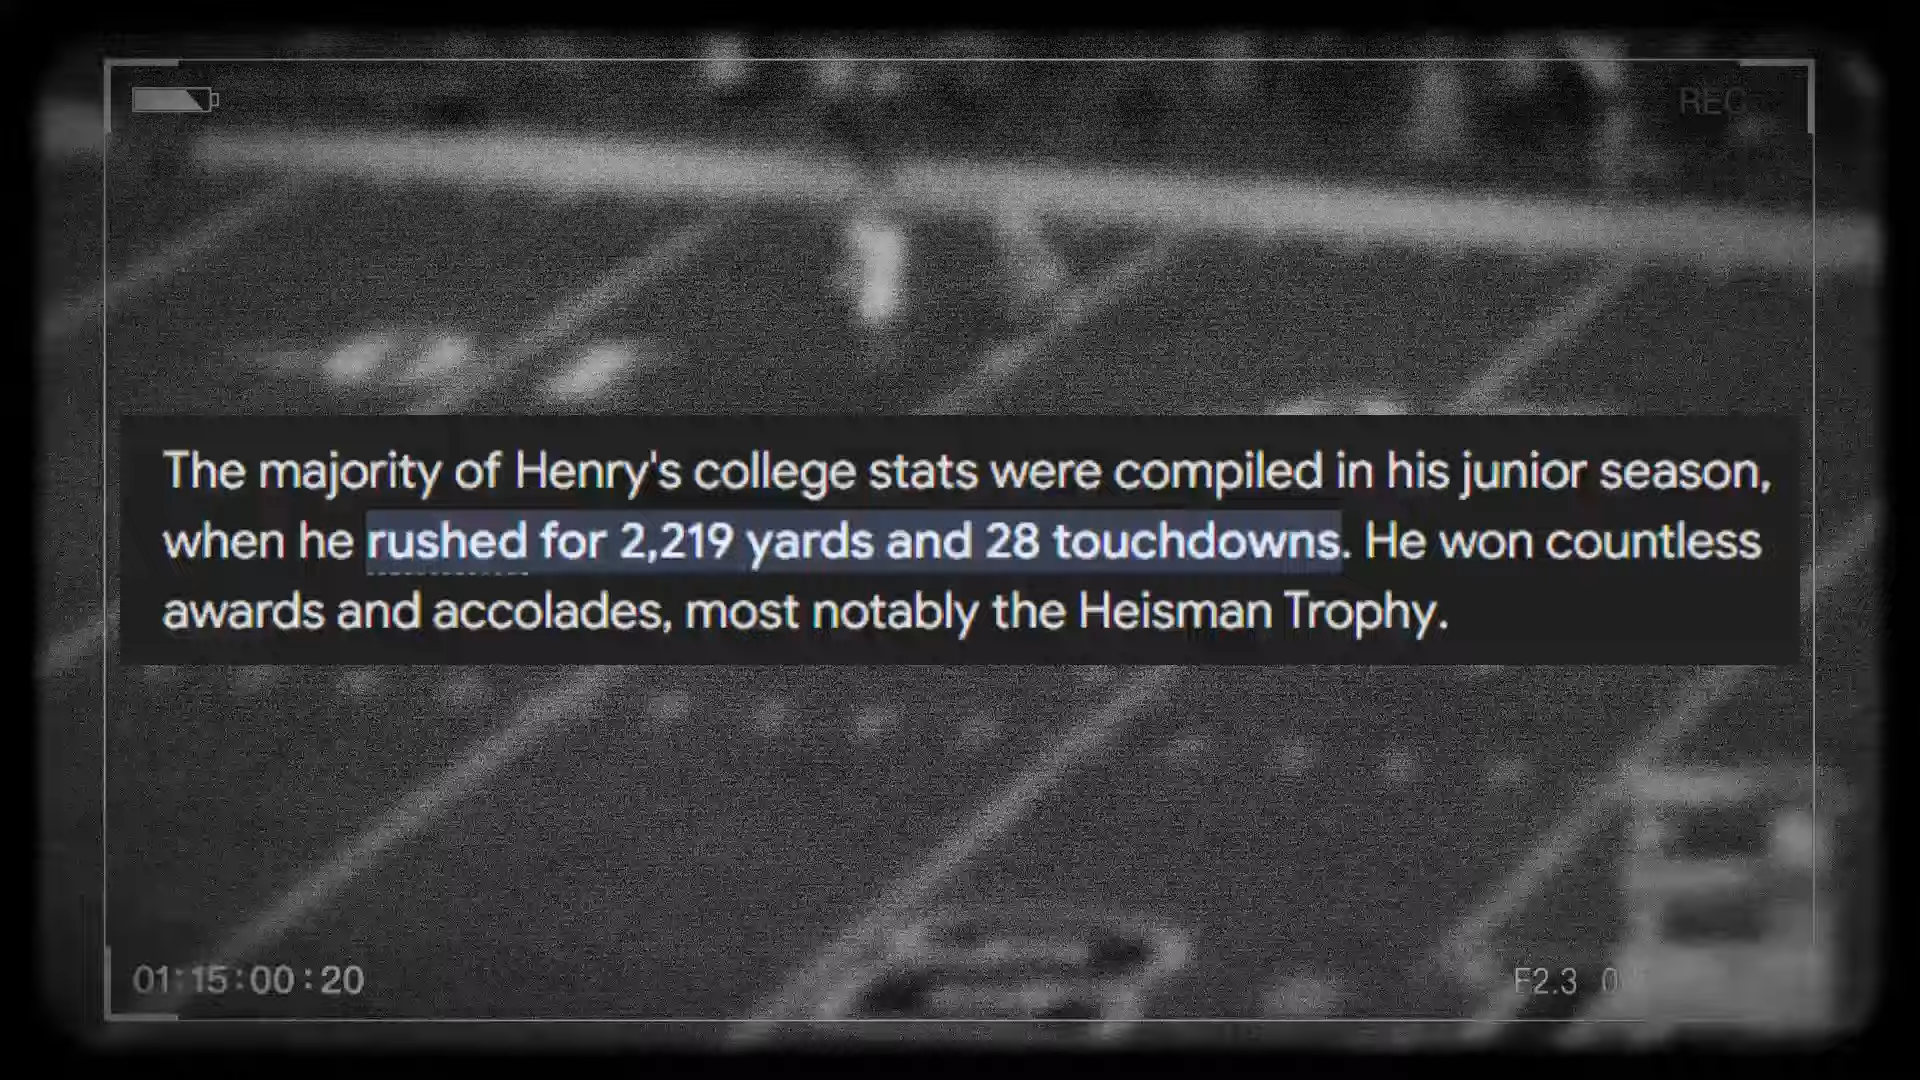 REC
The majority of Henry's college stats were compiled in his junior season,
when he rushed for 2,219 yards and 28 touchdowns. He won countless
awards and accolades, most notably the Heisman Trophy.
01:15:00:20
F2.3